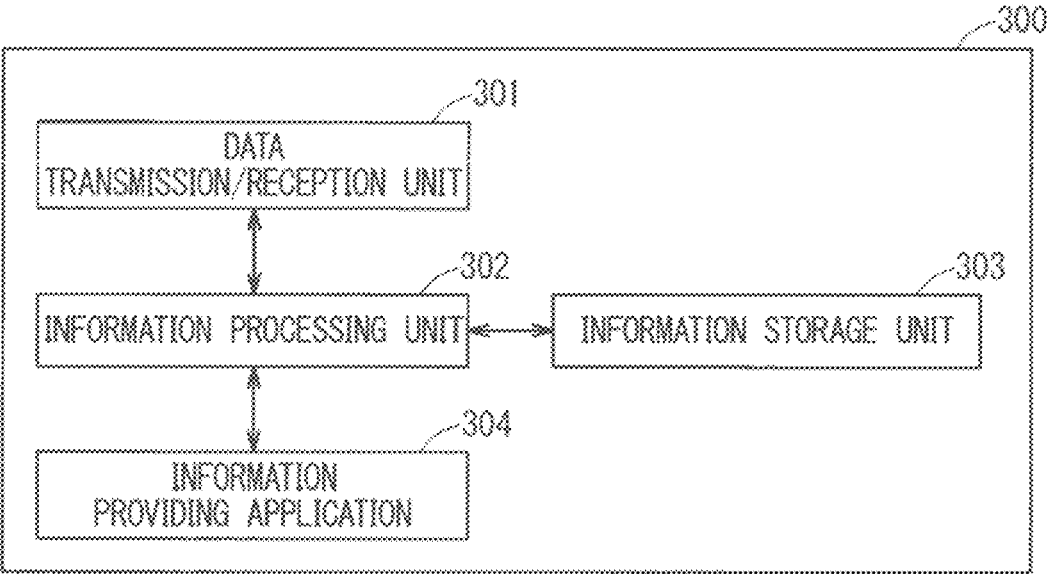 300
301
DATA
TRANSMISSION/RECEPTION UNIT
302
303
INFORMATION PROCESSING UNIT
INFORMATION STORAGE UNIT
304
INFORMATION
PROVIDING APPLICATION